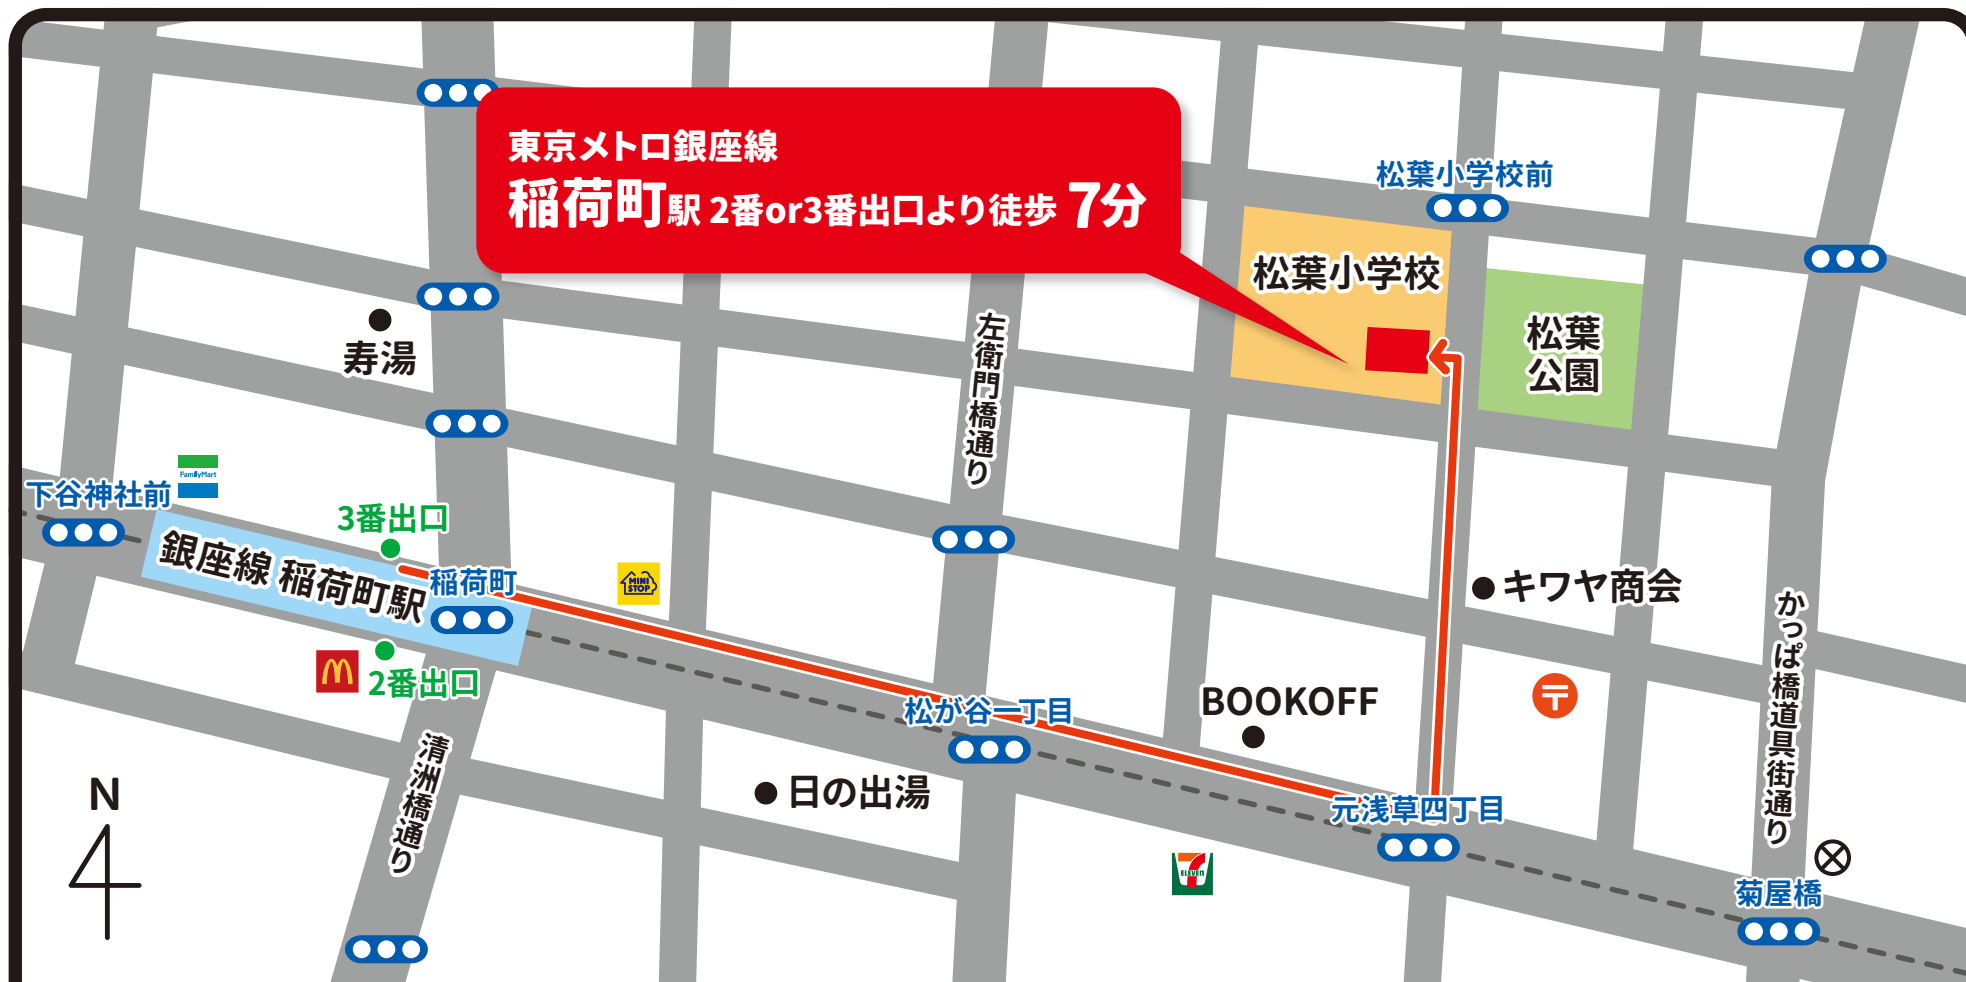 東京メトロ銀座線
稲荷町駅 2番or3番出口より徒歩 7分
松葉小学校前
松葉小学校
松葉
公園
寿湯
左衛門橋通り
下谷神社前
FamilyMart
3番出口
銀座線 稲荷町駅
稲荷町
MINI
STOP
2番出口
キワヤ商会
かっぱ橋道具街通り
BOOKOFF
松が谷一丁目
清洲橋通り
日の出湯
元浅草四丁目
N
7
ELEVEN
菊屋橋